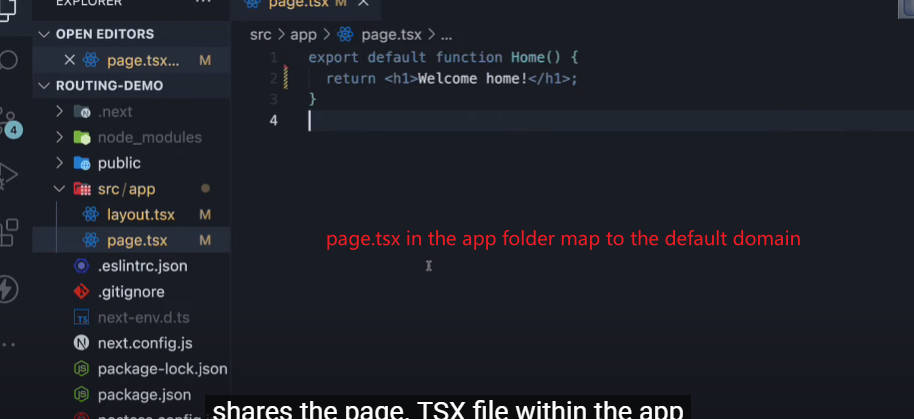 EXPLORER
page.tsx M
OPEN EDITORS
page.tsx... M
ROUTING-DEMO
.next
node_modules
public
src/app
layout.tsx M
page.tsx M
.eslintrc.json
.gitignore
next-env.d.ts
next.config.js
package-lock.json
package.json
4
src > app > page.tsx > ...
1 export default function Home() {
2 return <h1>Welcome home!</h1>;
3 }
4
page.tsx in the app folder map to the default domain
shares the page. TSX file within the app